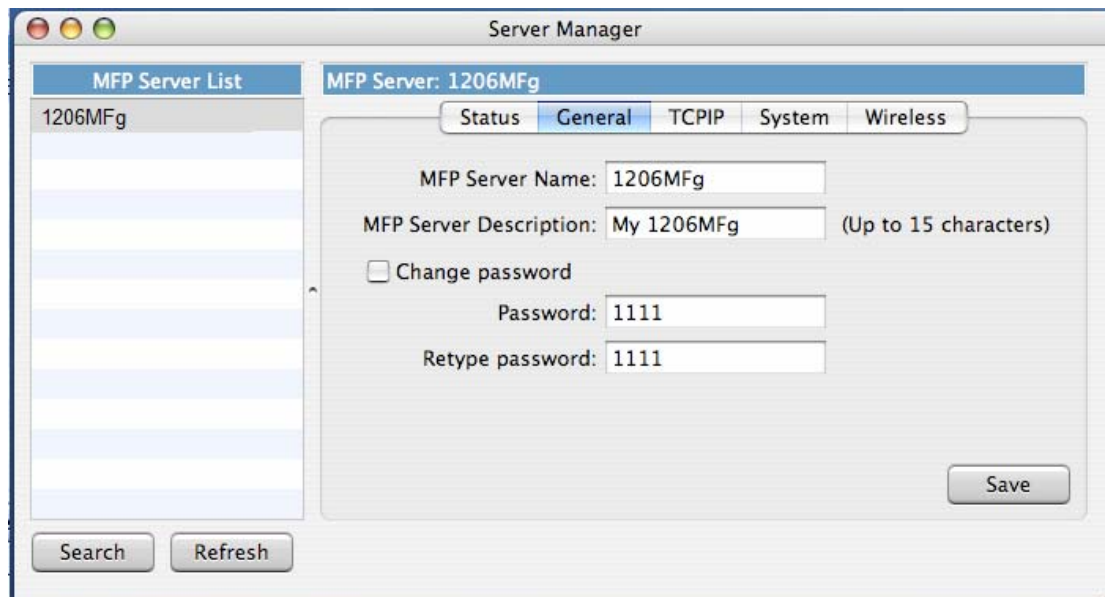 Server Manager
MFP Server List
1206MFg
Search Refresh
MFP Server: 1206MFg
Status General TCPIP System Wireless
MFP Server Name: 1206MFg
MFP Server Description: My 1206MFg (Up to 15 characters)
Change password
Password: 1111
Retype password: 1111
Save